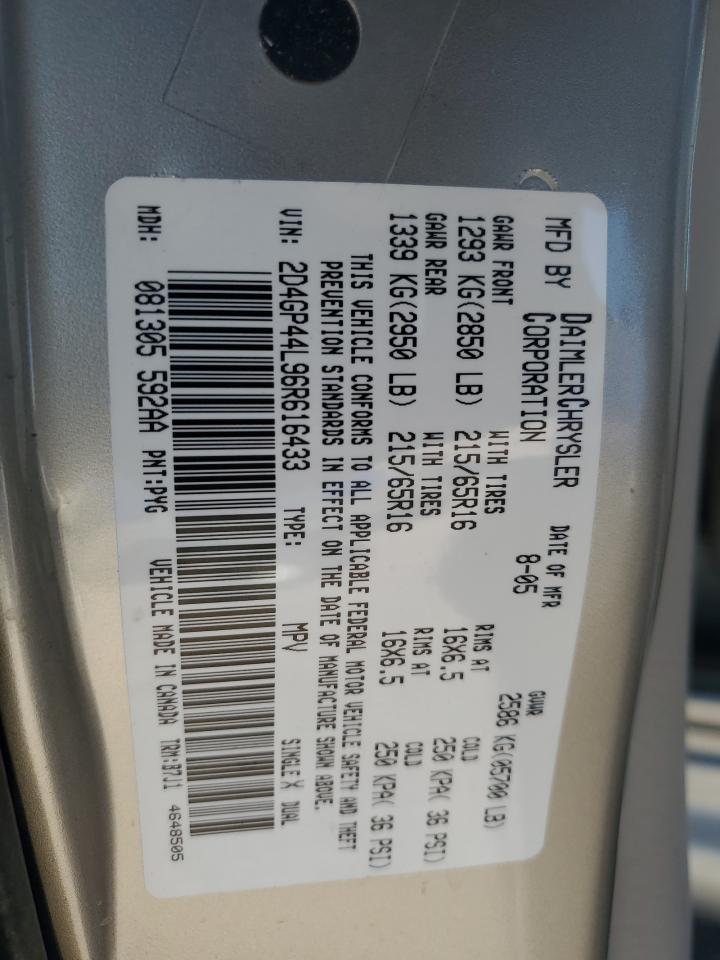 MFD BY DAIMLERCHRYSLER CORPORATION
DATE OF MFR 8-05
GVWR 2586 KG(05700 LB)
GAWR FRONT WITH TIRES RIMS AT COLD
1293 KG(2850 LB) 215/65R16 16X6.5 250 KPA( 36 PSI)
GAWR REAR WITH TIRES RIMS AT COLD
1339 KG(2950 LB) 215/65R16 16X6.5 250 KPA( 36 PSI)
THIS VEHICLE CONFORMS TO ALL APPLICABLE FEDERAL MOTOR VEHICLE SAFETY AND THEFT
PREVENTION STANDARDS IN EFFECT ON THE DATE OF MANUFACTURE SHOWN ABOVE.
VIN: 2D4GP44L96R616433 TYPE: MPV SINGLE X DUAL
MDH: 081305 592AA PNT:PYG VEHICLE MADE IN CANADA TRM:B7J1 4648505